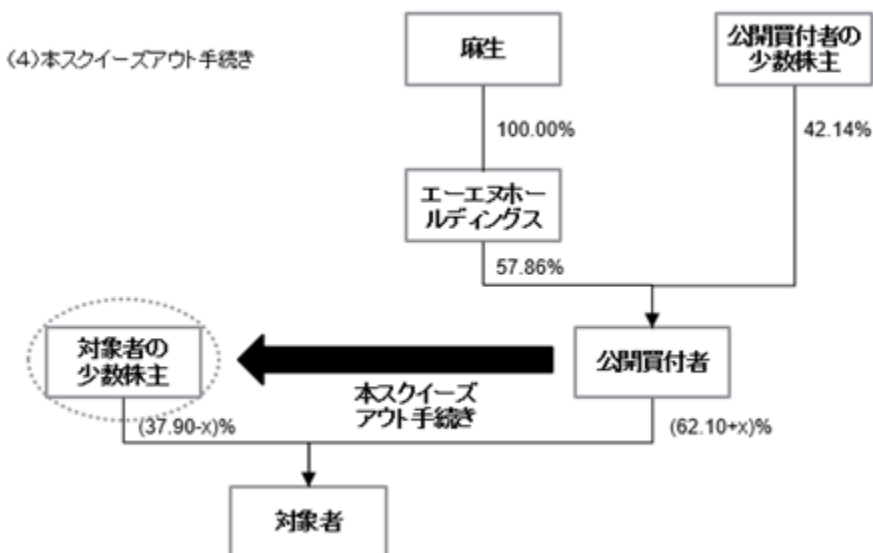 (4)本スクイーズアウト手続き
麻生
公開買付者の
少数株主
100.00%
42.14%
エーエヌホー
ルディングス
57.86%
対象者の
少数株主
公開買付者
本スクイーズ
アウト手続き
(37.90-x)%
(62.10+x)%
対象者